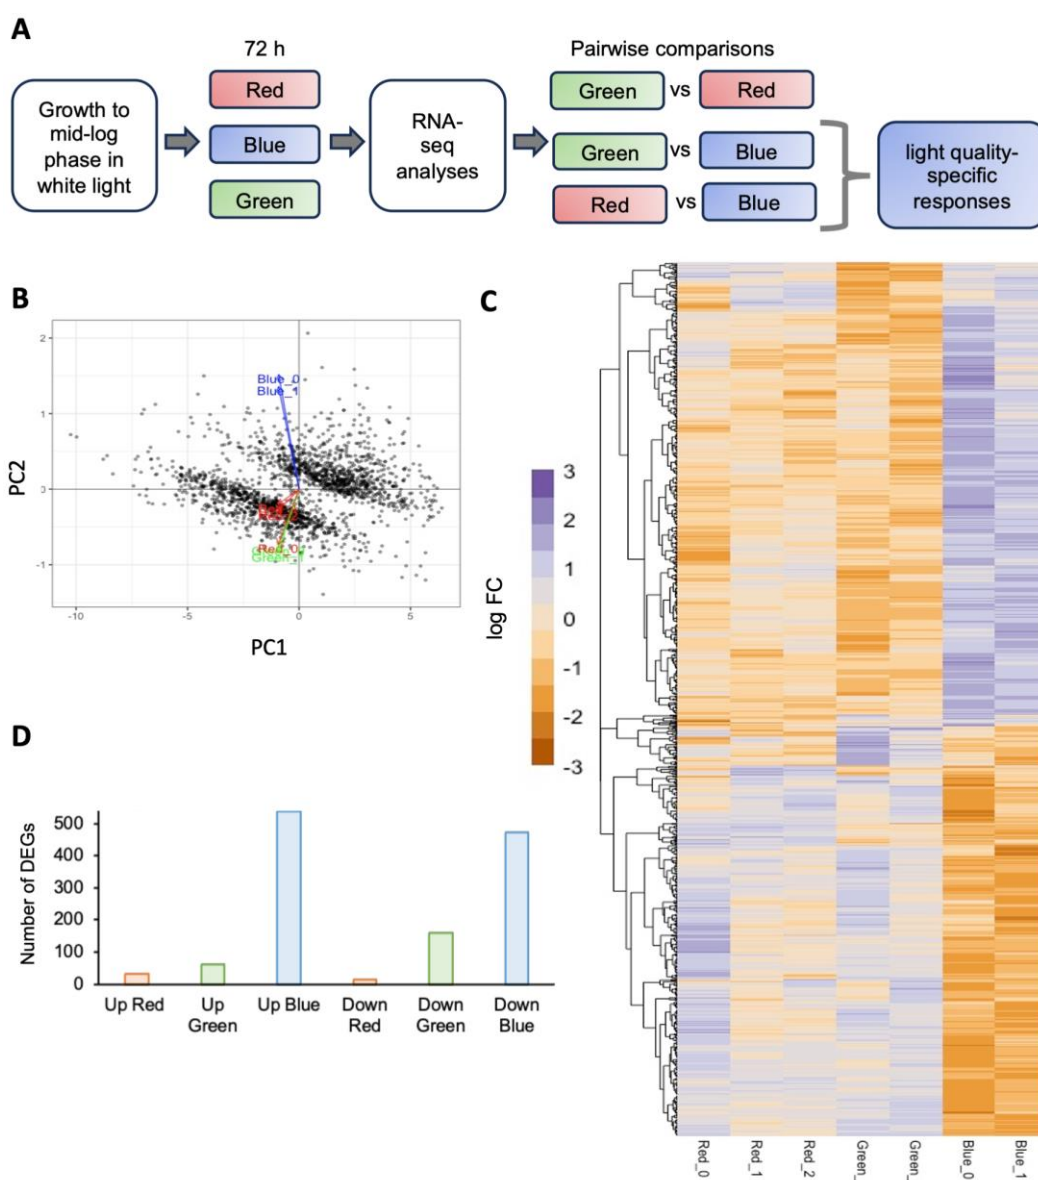 A
72 h
Pairwise comparisons
Growth to
mid-log
phase in
white light
Red
Blue
Green
RNA-
seq
analyses
Green vs Red
Green vs Blue
Red vs Blue
light quality-
specific
responses
B
Blue_0
Blue_1
Red_0
Green_
2
1
0
-1
-10
-5
0
5
PC2
PC1
C
3
2
1
0
-1
-2
-3
log FC
Red_0
Red_1
Red_2
Green_
Green_
Blue_0
Blue_1
D
Number of DEGs
500
400
300
200
100
0
Up Red
Up
Green
Up Blue
Down
Red
Down
Green
Down
Blue